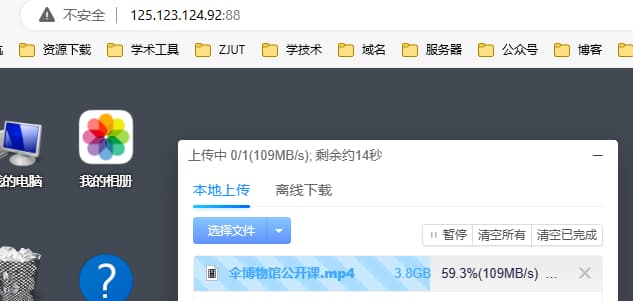 不安全 125.123.124.92:88
资源下载 学术工具 ZJUT 学技术 域名 服务器 公众号 博客
的电脑 我的相册
上传中 0/1(109MB/s); 剩余约14秒
本地上传 离线下载
选择文件 暂停 清空所有 清空已完成
伞博物馆公开课.mp4 3.8GB 59.3%(109MB/s) ...
?